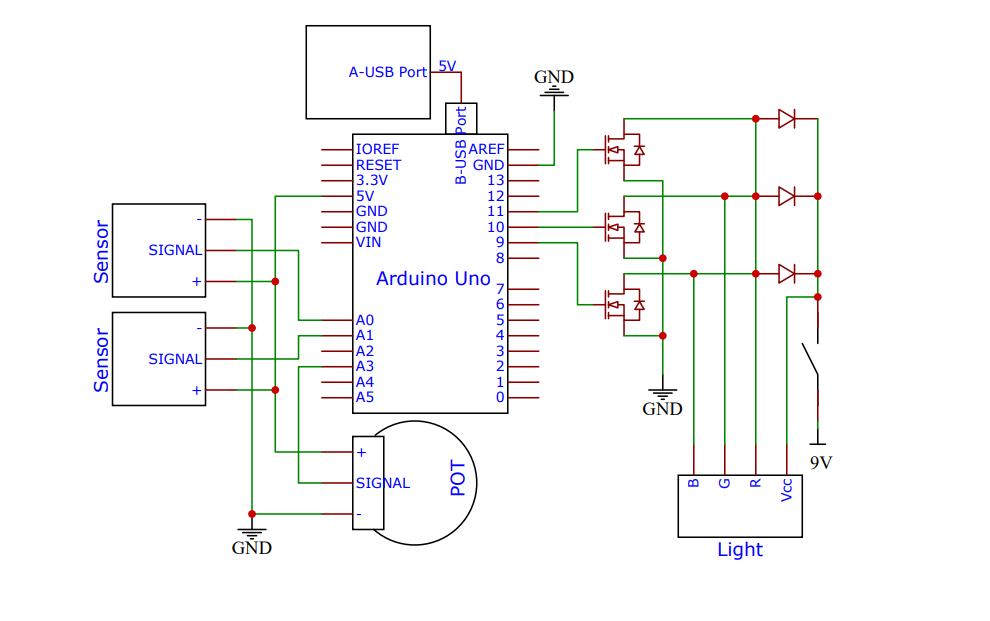 A-USB Port
5V
B-USB Port
GND
IOREF
RESET
3.3V
5V
GND
GND
VIN
AREF
GND
13
12
11
10
9
8
Arduino Uno
7
6
5
4
3
2
1
0
A0
A1
A2
A3
A4
A5
Sensor
-
SIGNAL
+
Sensor
-
SIGNAL
+
+
SIGNAL
-
POT
GND
GND
9V
B
G
R
Vcc
Light